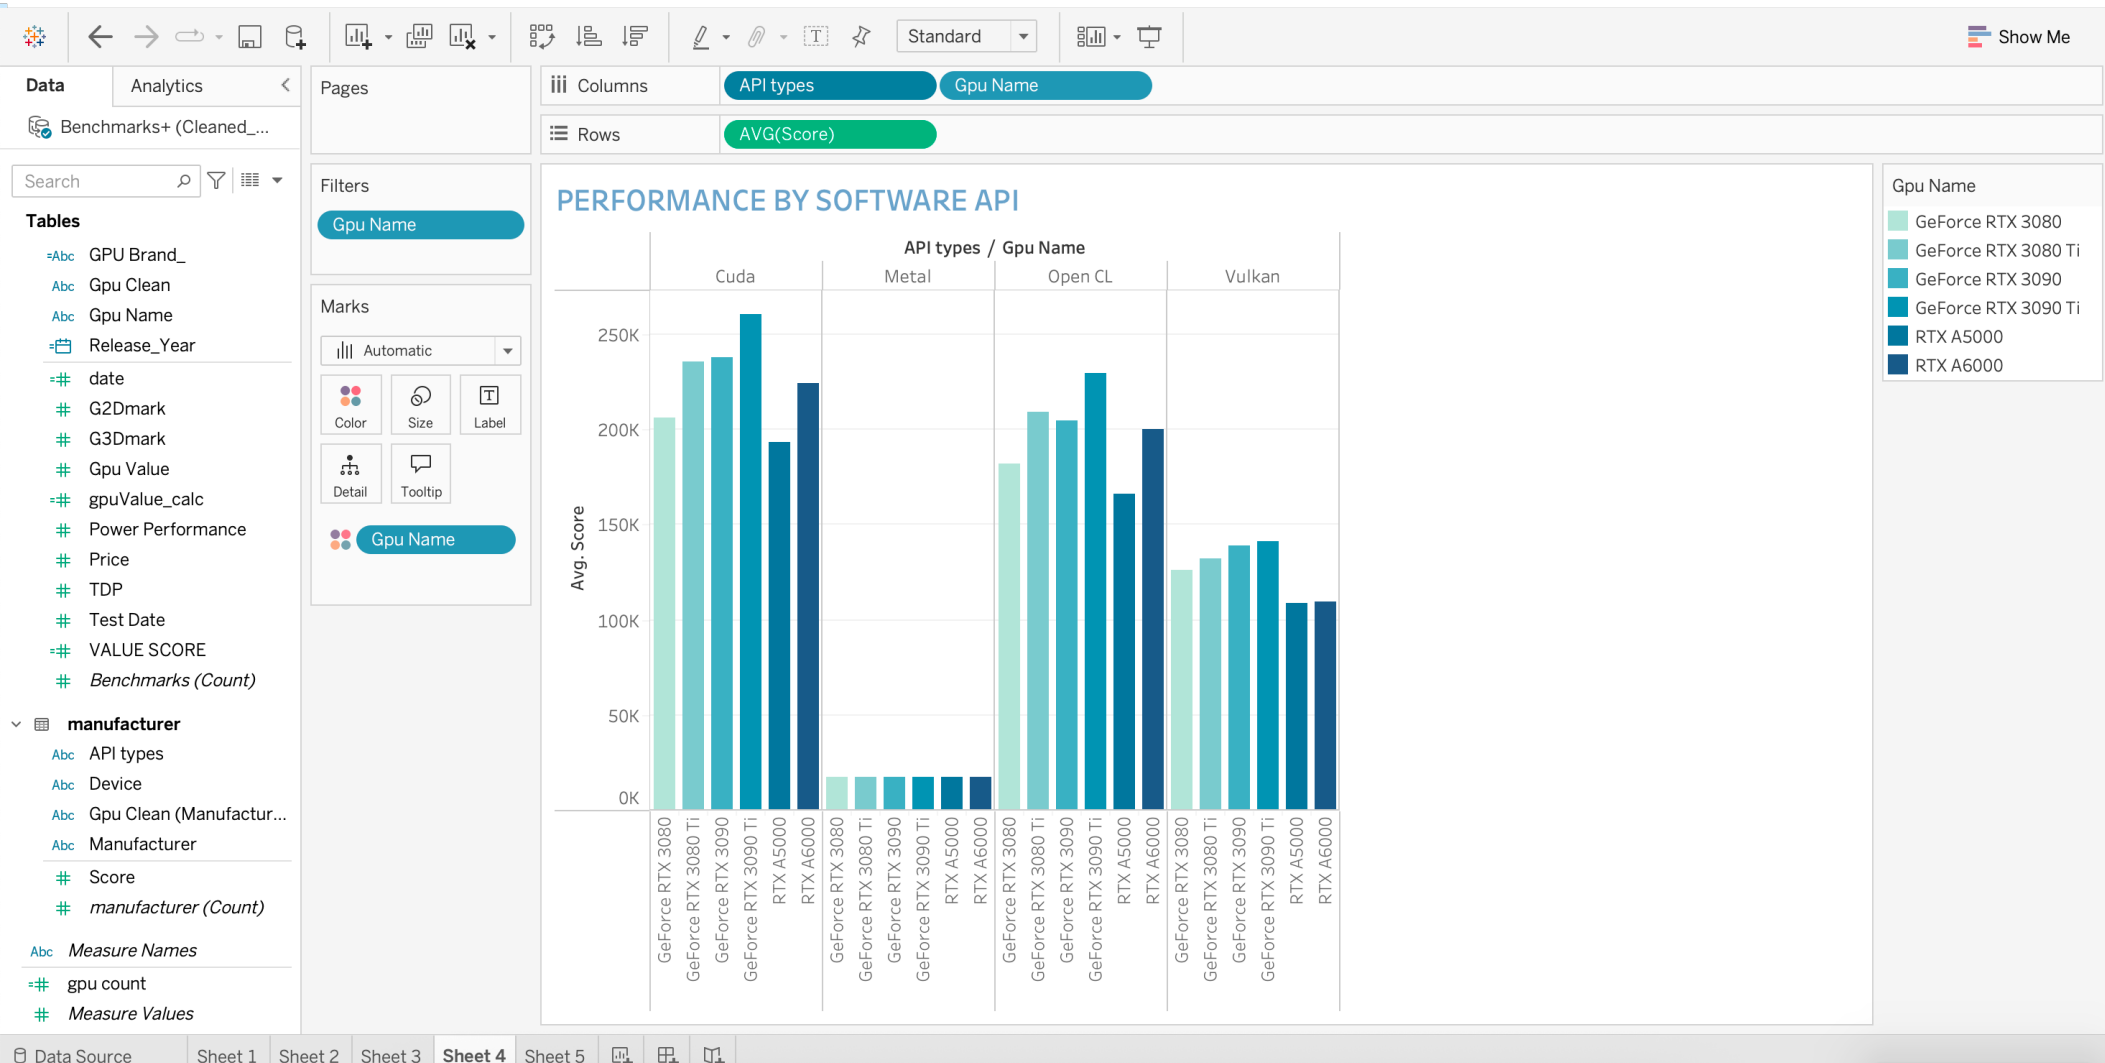 Standard
Show Me
Data
Analytics
Benchmarks+ (Cleaned_...
Search
Tables
=Abc GPU Brand_
Abc Gpu Clean
Abc Gpu Name
Release_Year
date
G2Dmark
G3Dmark
Gpu Value
gpuValue_calc
Power Performance
Price
TDP
Test Date
VALUE SCORE
Benchmarks (Count)
manufacturer
Abc API types
Abc Device
Abc Gpu Clean (Manufactur...
Abc Manufacturer
Score
manufacturer (Count)
Abc Measure Names
gpu count
Measure Values
Pages
Filters
Gpu Name
Marks
Automatic
Color Size Label
Detail Tooltip
Gpu Name
Columns API types Gpu Name
Rows AVG(Score)
PERFORMANCE BY SOFTWARE API
API types / Gpu Name
Cuda Metal Open CL Vulkan
250K
200K
150K
100K
50K
0K
Avg. Score
GeForce RTX 3080
GeForce RTX 3080 Ti
GeForce RTX 3090
GeForce RTX 3090 Ti
RTX A5000
RTX A6000
GeForce RTX 3080
GeForce RTX 3080 Ti
GeForce RTX 3090
GeForce RTX 3090 Ti
RTX A5000
RTX A6000
GeForce RTX 3080
GeForce RTX 3080 Ti
GeForce RTX 3090
GeForce RTX 3090 Ti
RTX A5000
RTX A6000
GeForce RTX 3080
GeForce RTX 3080 Ti
GeForce RTX 3090
GeForce RTX 3090 Ti
RTX A5000
RTX A6000
Gpu Name
GeForce RTX 3080
GeForce RTX 3080 Ti
GeForce RTX 3090
GeForce RTX 3090 Ti
RTX A5000
RTX A6000
Data Source Sheet 1 Sheet 2 Sheet 3 Sheet 4 Sheet 5